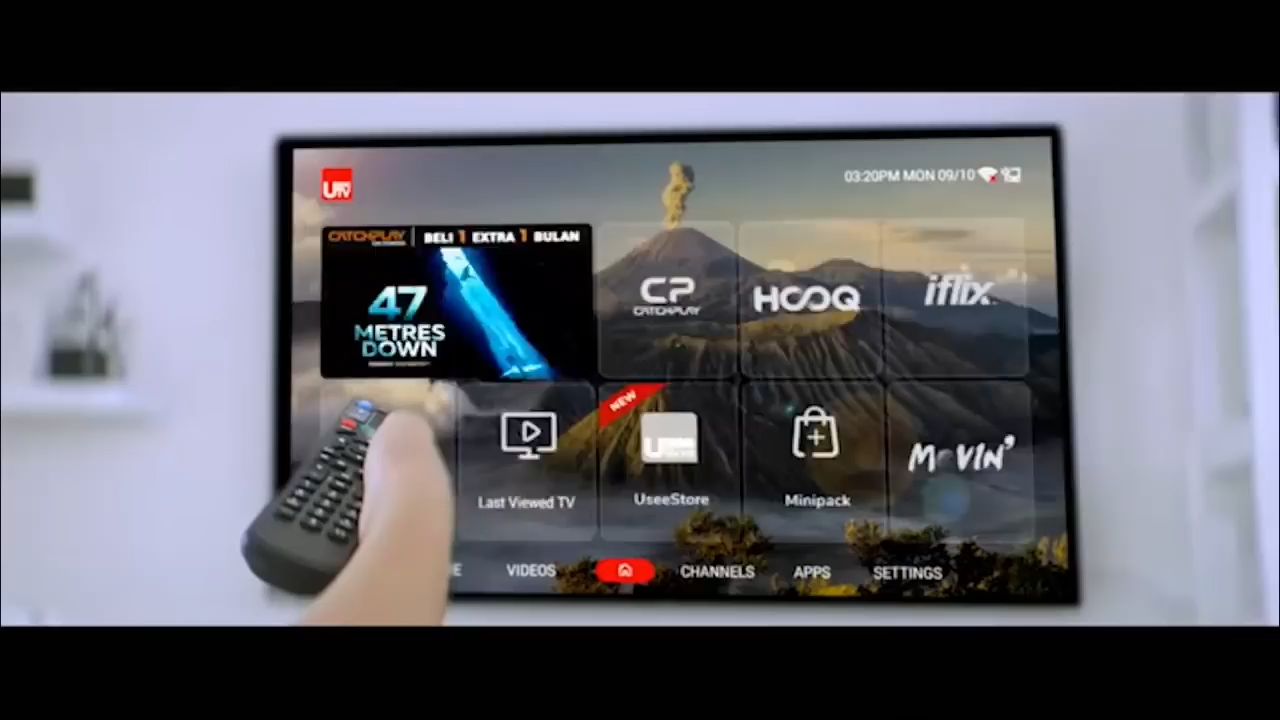 03:20PM MON 09/10
CATCHPLAY
BELI 1 EXTRA 1 BULAN
47
METRES
DOWN
CP
CATCHPLAY
HOOQ
iflix
NEW
Last Viewed TV
UseeStore
Minipack
MOVIN'
VIDEOS
CHANNELS
APPS
SETTINGS